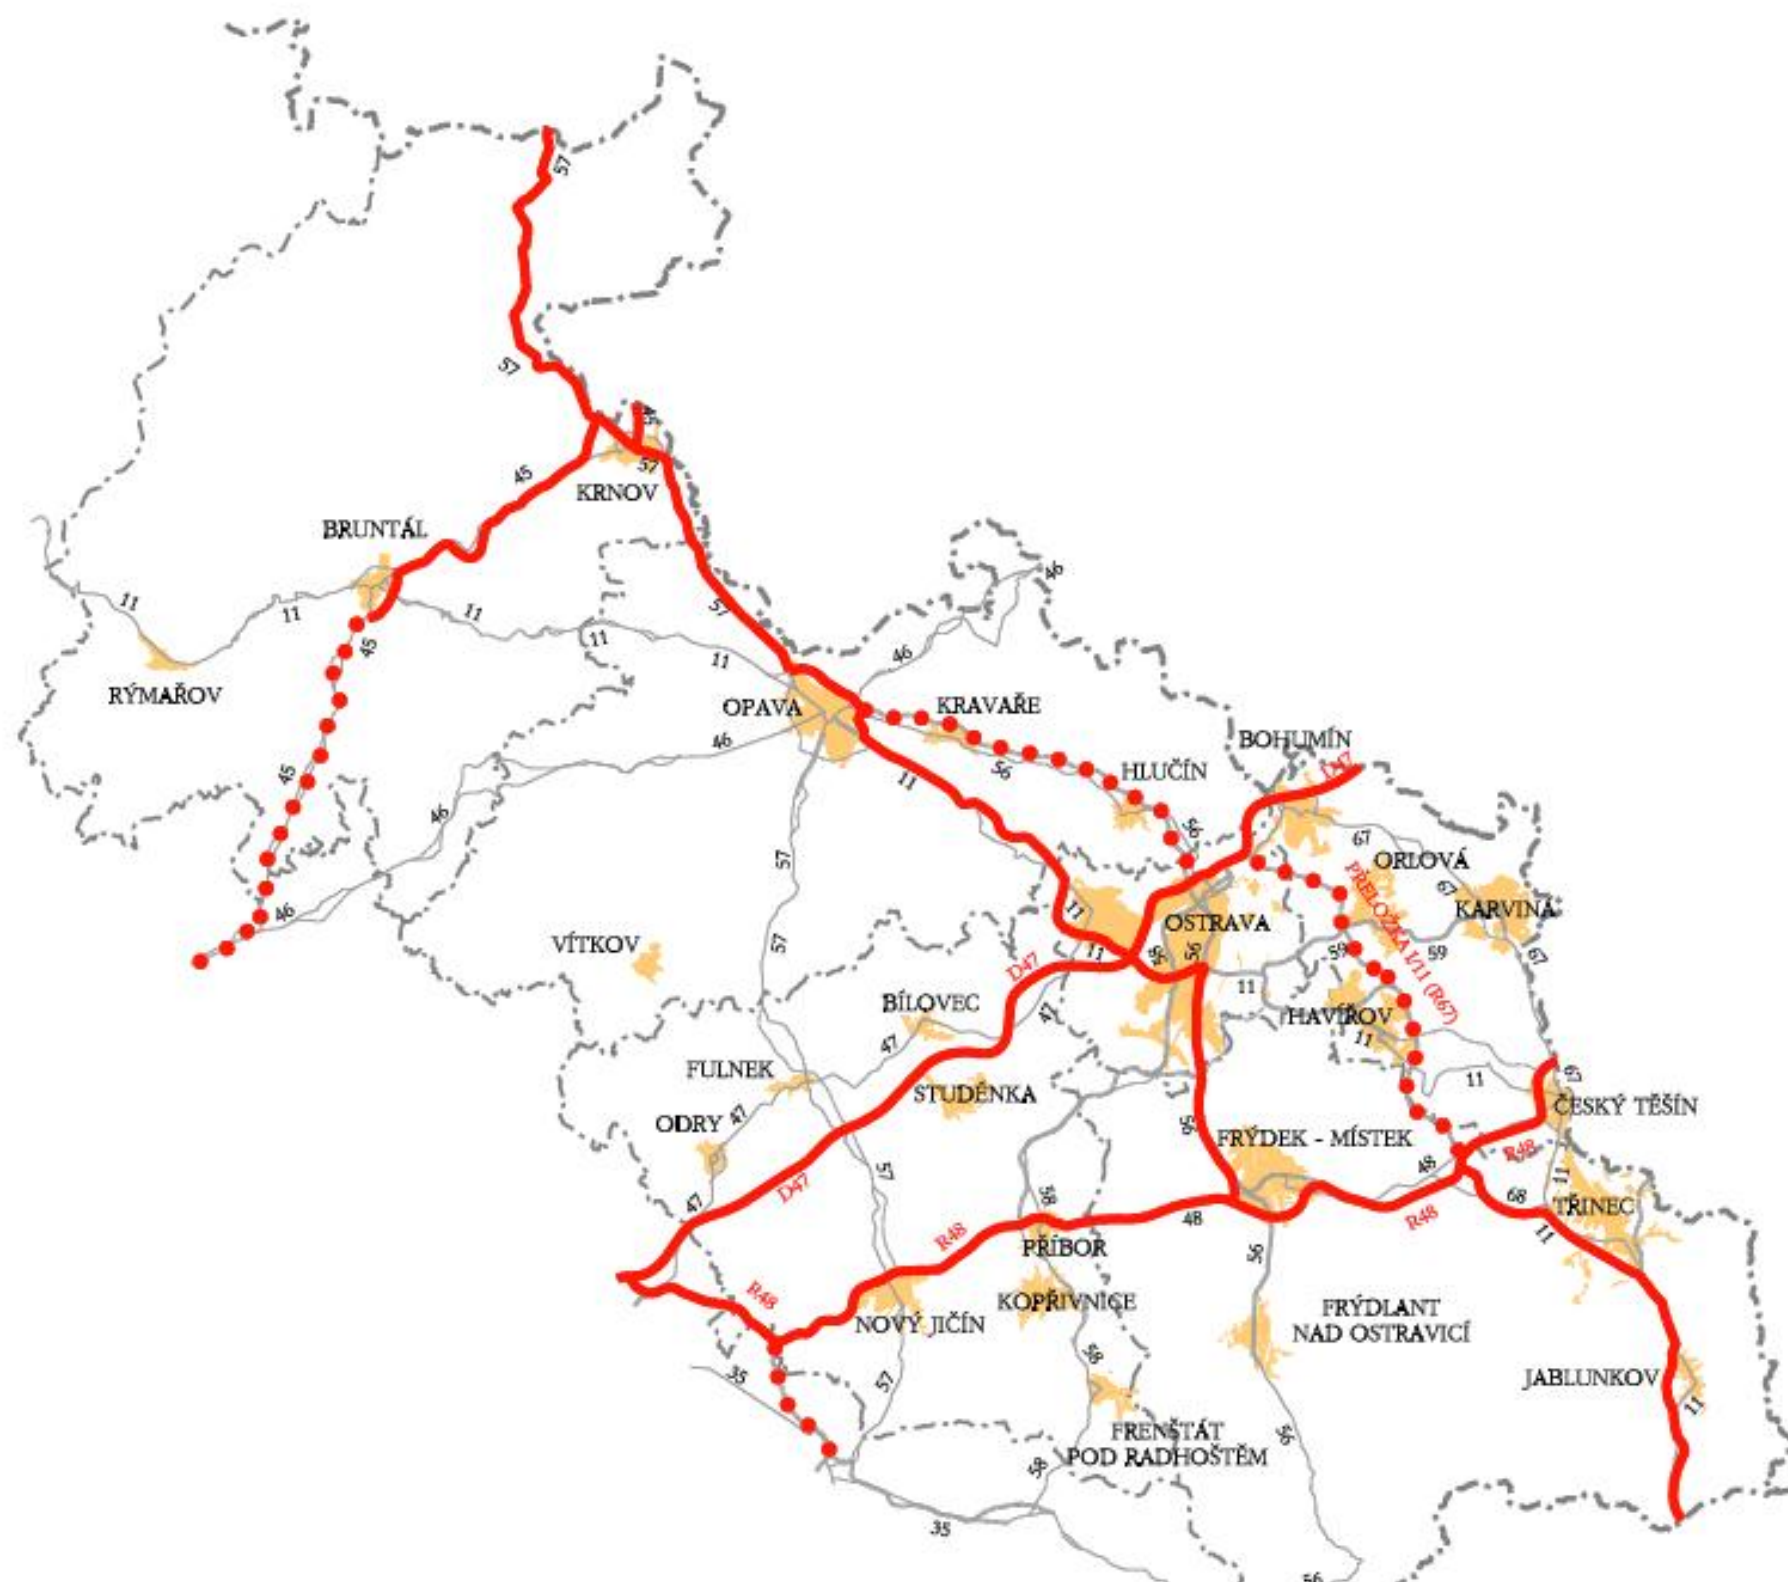 57
57
45
57
45
KRNOV
BRUNTÁL
46
11
11
11
57
11
46
11
45
RÝMAŘOV
OPAVA
KRAVAŘE
46
BOHUMÍN
D47
56
HLUČÍN
11
45
46
56
67
ORLOVÁ
57
PŘELOŽKA I/11 (R67)
67
KARVINÁ
46
11
OSTRAVA
VÍTKOV
57
11
56
56
59
59
67
D47
11
BÍLOVEC
47
HAVÍŘOV
11
47
FULNEK
STUDÉNKA
11
67
ČESKÝ TĚŠÍN
ODRY
47
56
FRÝDEK - MÍSTEK
R48
48
57
D47
11
47
58
68
TŘINEC
48
R48
11
R48
PŘÍBOR
56
R48
KOPŘIVNICE
FRÝDLANT
NAD OSTRAVICÍ
NOVÝ JIČÍN
58
35
57
JABLUNKOV
11
FRENŠTÁT
POD RADHOŠTĚM
56
58
35
56